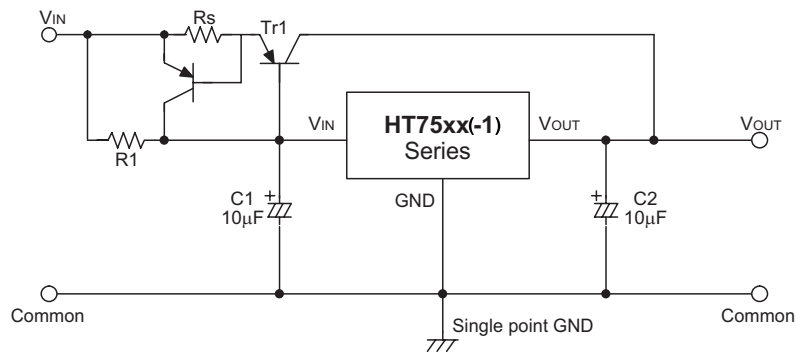 VIN
Rs
Tr1
R1
VIN
HT75xx(-1)
Series
VOUT
VOUT
GND
C1
10μF
+
C2
10μF
+
Common
Single point GND
Common